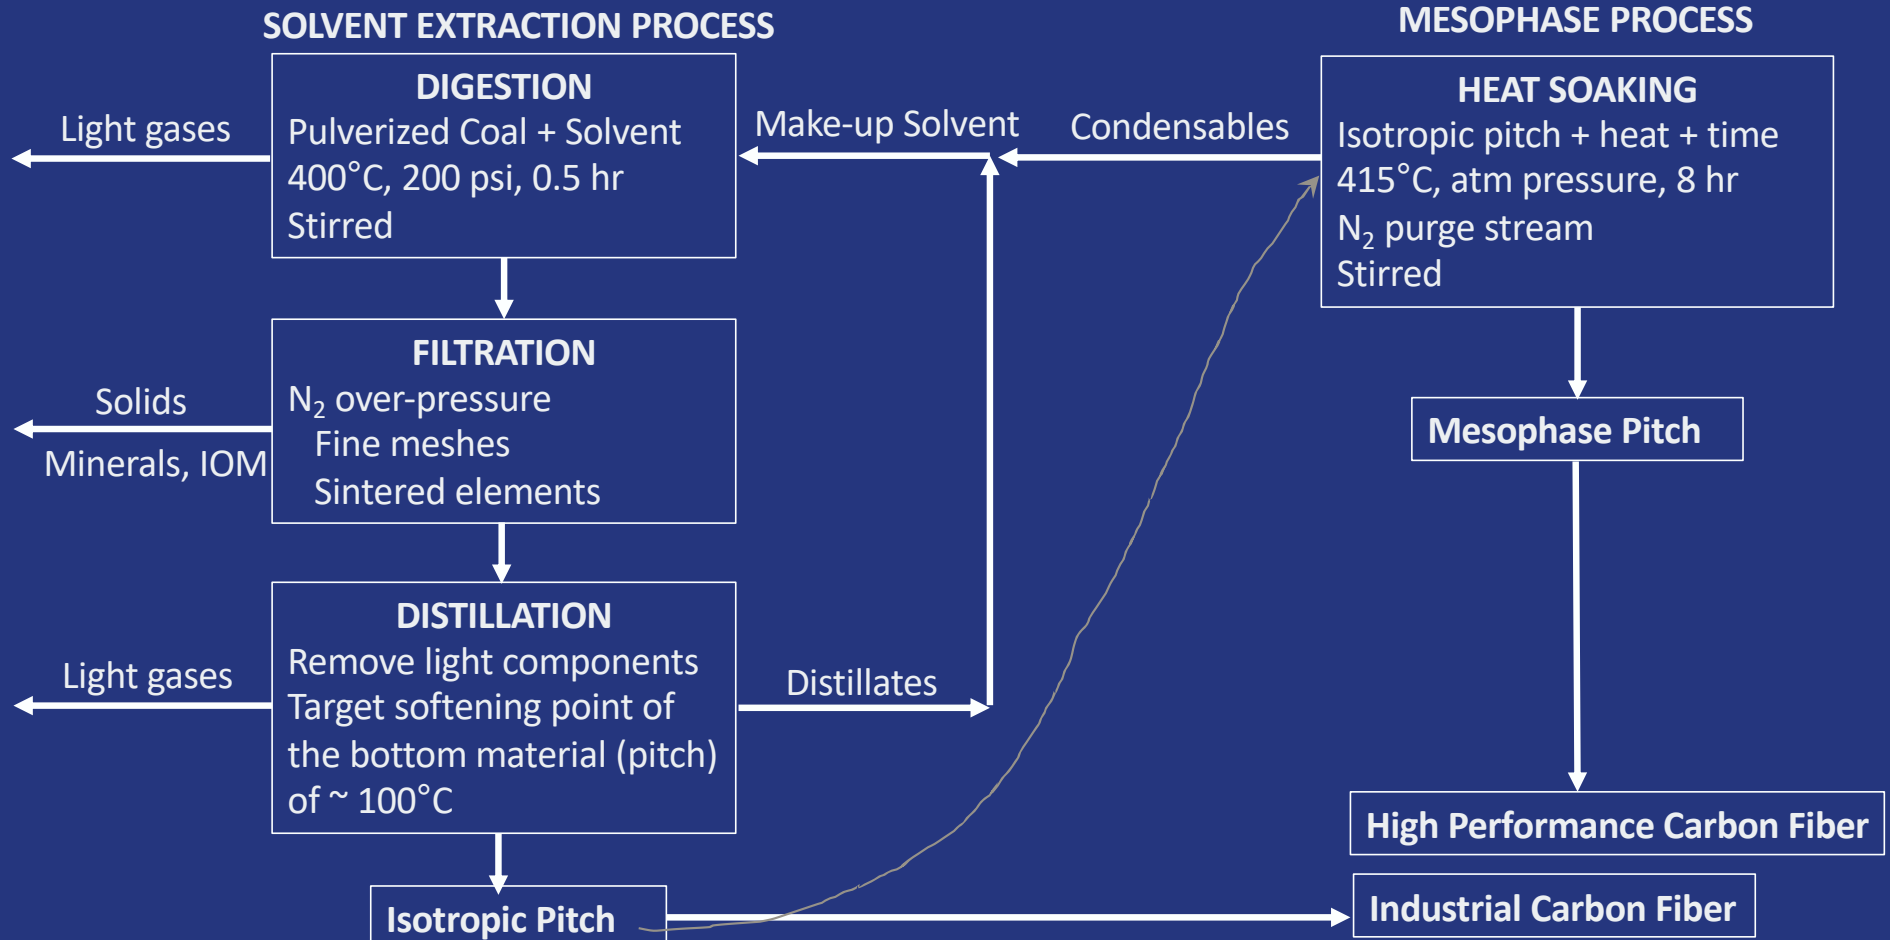 SOLVENT EXTRACTION PROCESS
DIGESTION
Pulverized Coal + Solvent
400°C, 200 psi, 0.5 hr
Stirred
Light gases
FILTRATION
N₂ over-pressure
Fine meshes
Sintered elements
Solids
Minerals, IOM
DISTILLATION
Remove light components
Target softening point of
the bottom material (pitch)
of ~ 100°C
Light gases
Distillates
Isotropic Pitch
Make-up Solvent
Condensables
MESOPHASE PROCESS
HEAT SOAKING
Isotropic pitch + heat + time
415°C, atm pressure, 8 hr
N₂ purge stream
Stirred
Mesophase Pitch
High Performance Carbon Fiber
Industrial Carbon Fiber